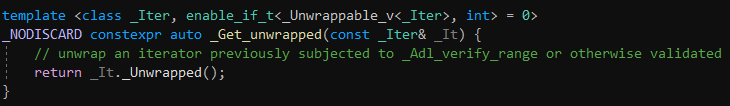 template <class _Iter, enable_if_t<_Unwrappable_v<_Iter>, int> = 0>
_NODISCARD constexpr auto _Get_unwrapped(const _Iter& _It) {
    // unwrap an iterator previously subjected to _Adl_verify_range or otherwise validated
    return _It._Unwrapped();
}